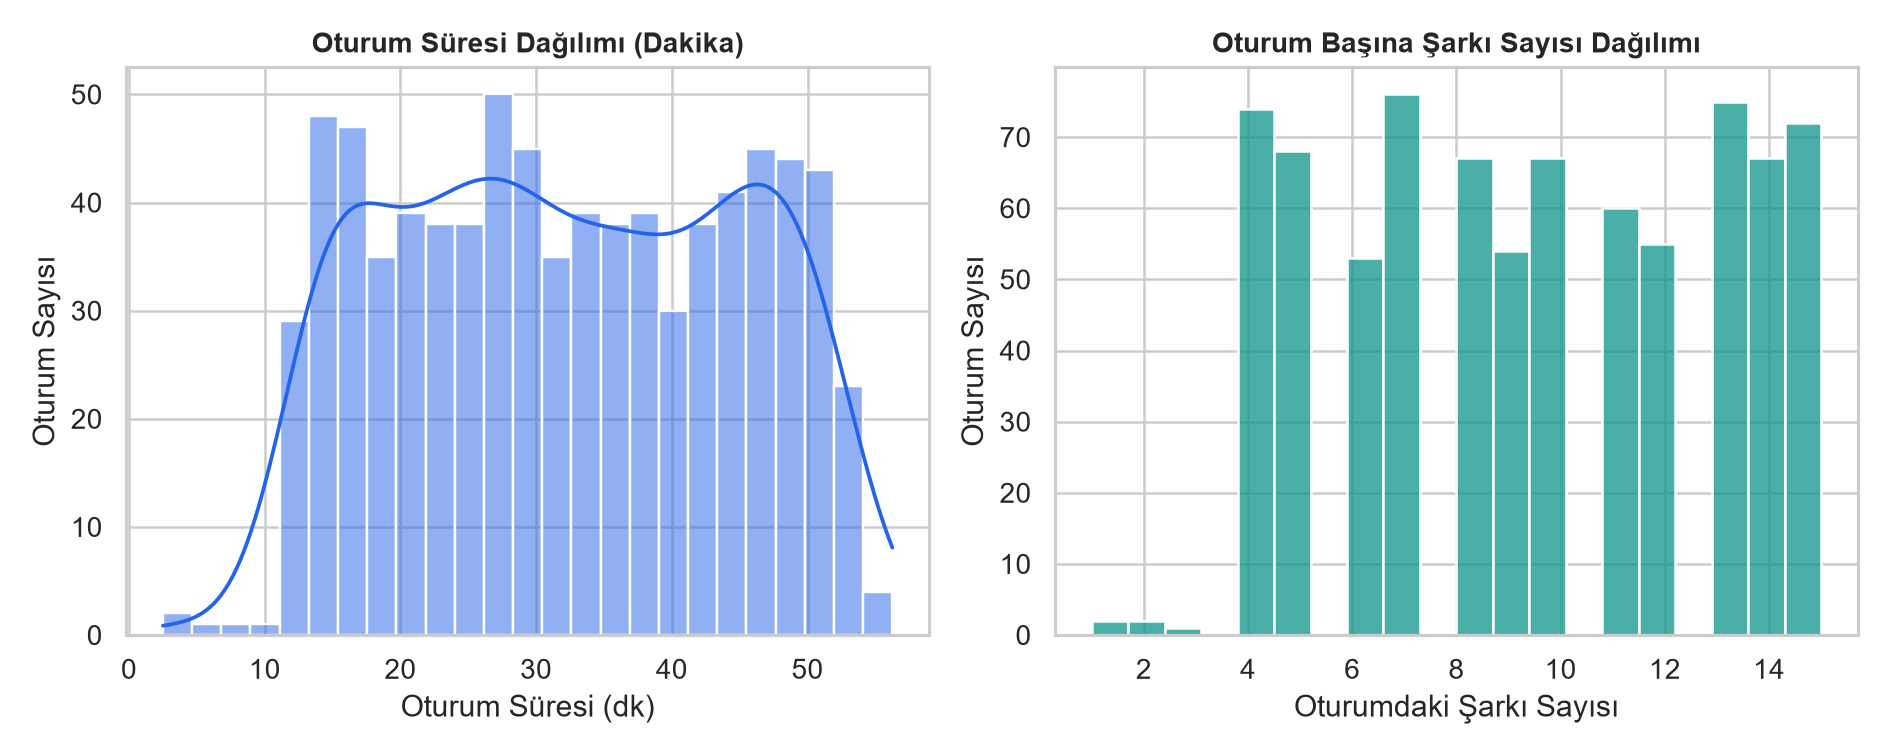 Oturum Süresi Dağılımı (Dakika)
50
40
30
20
10
0
Oturum Sayısı
0 10 20 30 40 50
Oturum Süresi (dk)
Oturum Başına Şarkı Sayısı Dağılımı
70
60
50
40
30
20
10
0
Oturum Sayısı
2 4 6 8 10 12 14
Oturumdaki Şarkı Sayısı